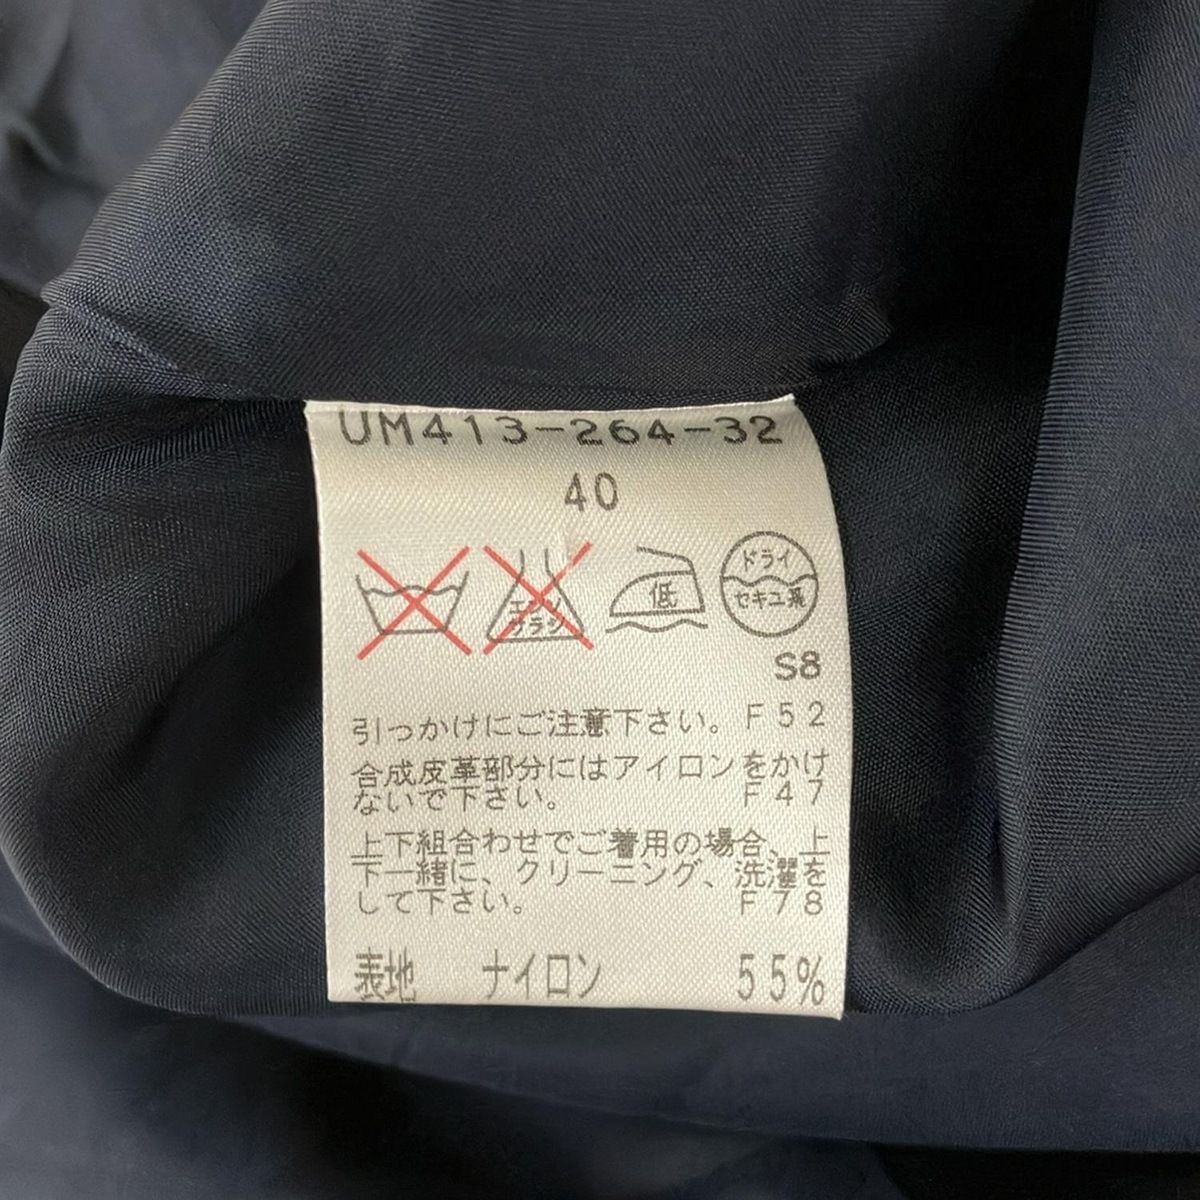 UM413-264-32
40
エンソ
サラシ
低
ドライ
セキユ系
S8
引っかけにご注意下さい。F52
合成皮革部分にはアイロンをかけ
ないで下さい。 F47
上下組合わせでご着用の場合、上
下一緒に、クリーニング、洗濯を
して下さい。 F78
表地 ナイロン 55%